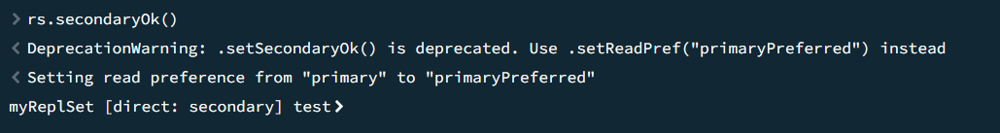 > rs.secondaryOk()
< DeprecationWarning: .setSecondaryOk() is deprecated. Use .setReadPref("primaryPreferred") instead
< Setting read preference from "primary" to "primaryPreferred"
myReplSet [direct: secondary] test>